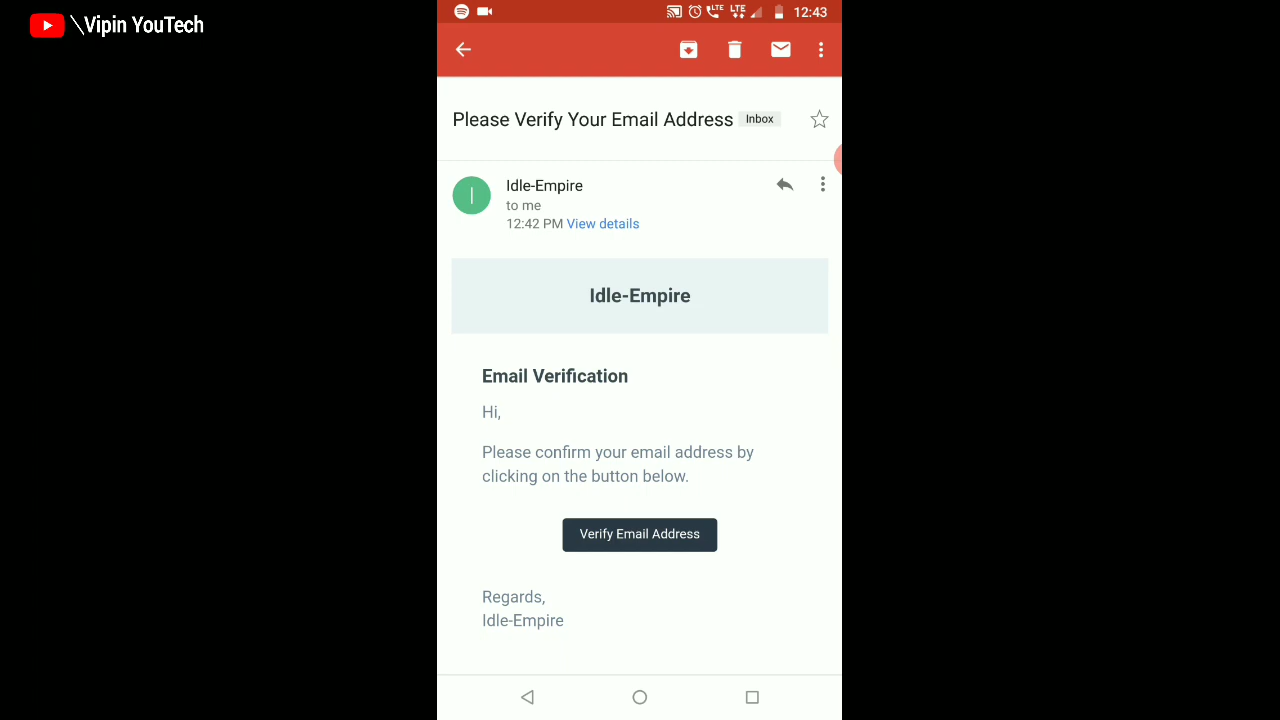 \Vipin YouTech
LTE LTE 12:43
Please Verify Your Email Address Inbox
I
Idle-Empire
to me
12:42 PM View details
Idle-Empire
Email Verification
Hi,
Please confirm your email address by
clicking on the button below.
Verify Email Address
Regards,
Idle-Empire